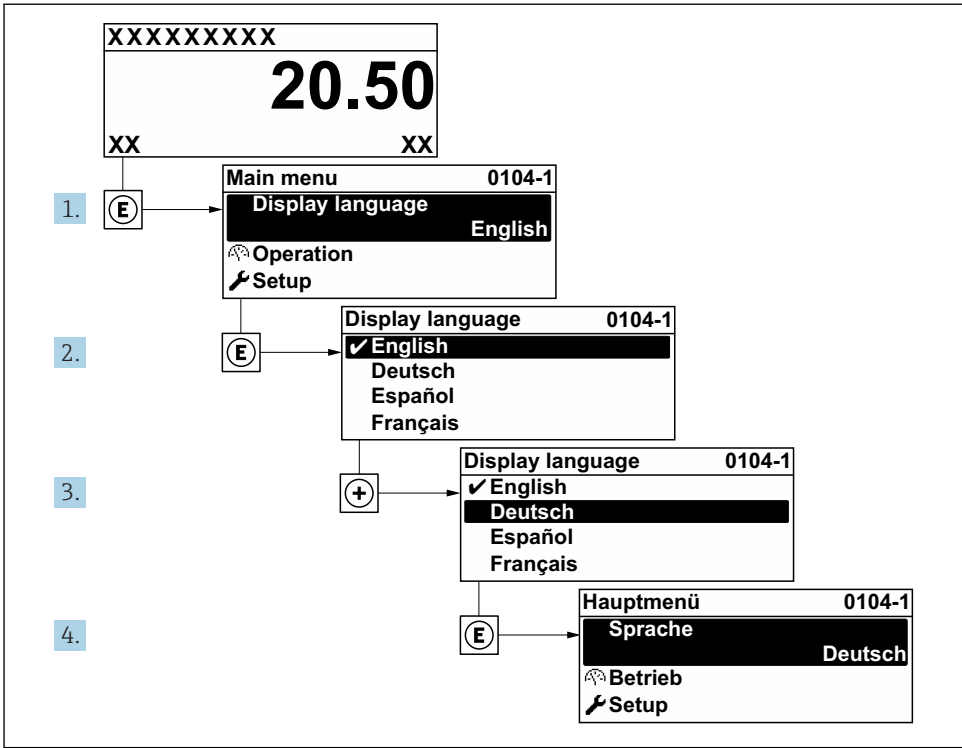 XXXXXXXXX
20.50
XX XX
1. E
Main menu 0104-1
Display language
English
Operation
Setup
2. E
Display language 0104-1
✔ English
Deutsch
Español
Français
3. +
Display language 0104-1
✔ English
Deutsch
Español
Français
4. E
Hauptmenü 0104-1
Sprache
Deutsch
Betrieb
Setup